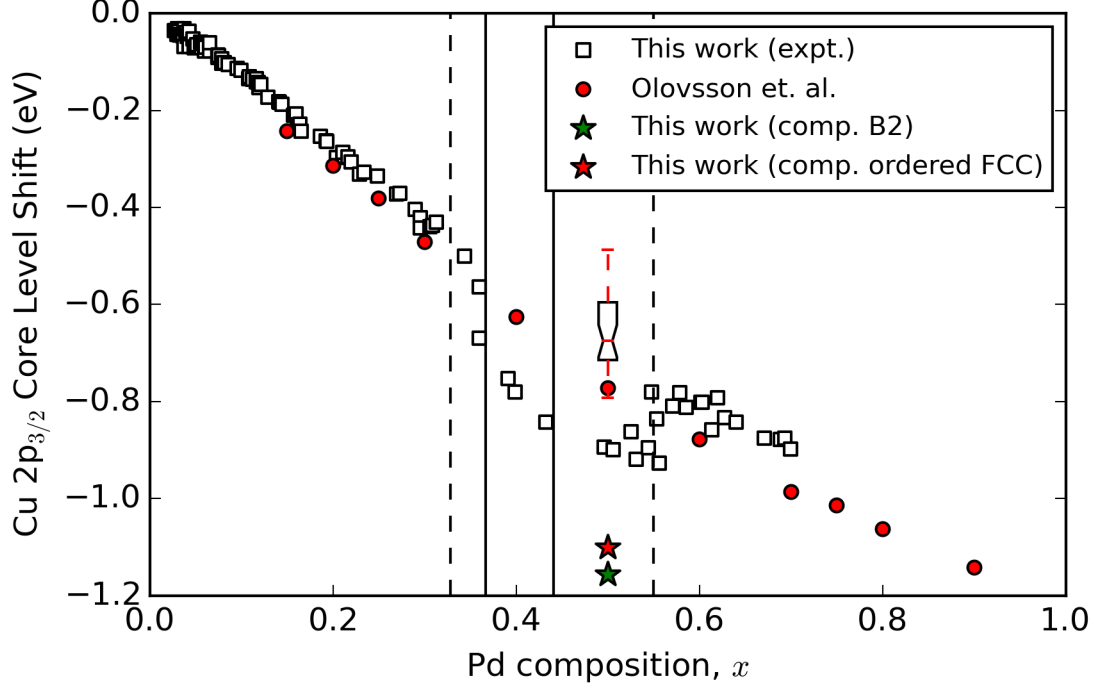 0.0
−0.2
−0.4
−0.6
−0.8
−1.0
−1.2
Cu 2p3/2 Core Level Shift (eV)
This work (expt.)
Olovsson et. al.
This work (comp. B2)
This work (comp. ordered FCC)
0.0 0.2 0.4 0.6 0.8 1.0
Pd composition, x